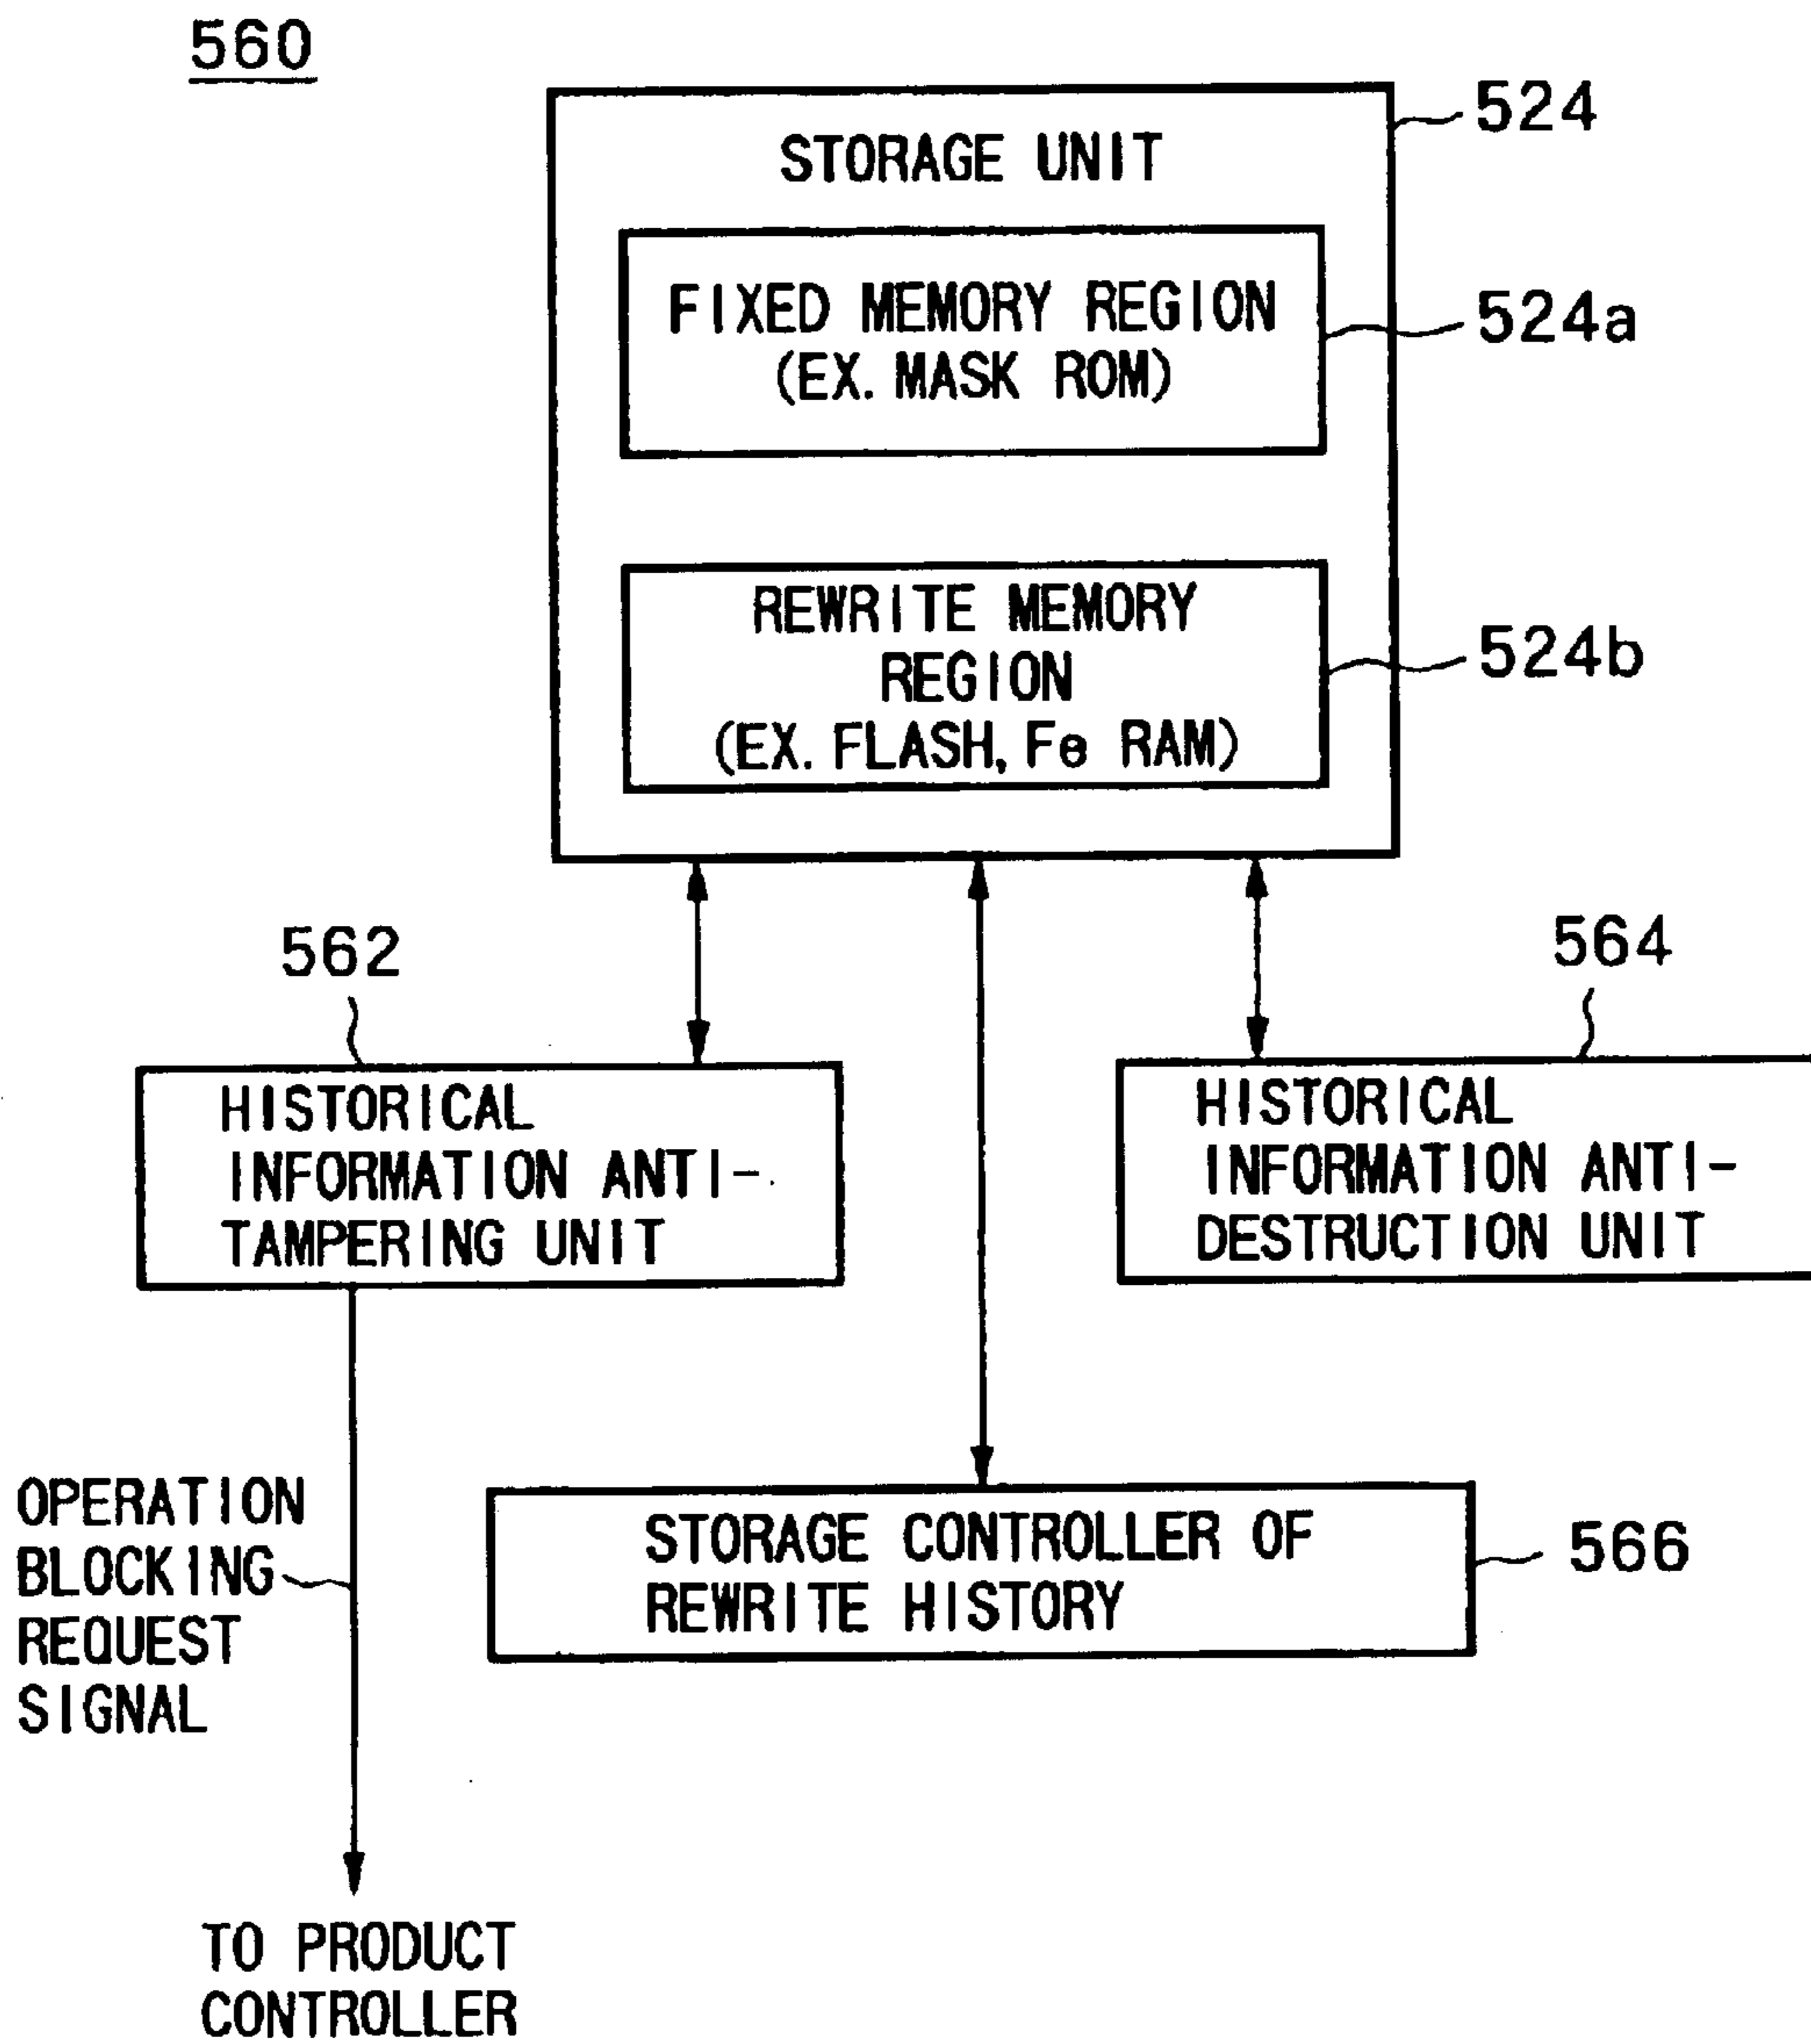 560
524
STORAGE UNIT
FIXED MEMORY REGION
(EX. MASK ROM)
524a
REWRITE MEMORY
REGION
(EX. FLASH, Fe RAM)
524b
562
564
HISTORICAL
INFORMATION ANTI-
TAMPERING UNIT
HISTORICAL
INFORMATION ANTI-
DESTRUCTION UNIT
OPERATION
BLOCKING
REQUEST
SIGNAL
STORAGE CONTROLLER OF
REWRITE HISTORY
566
TO PRODUCT
CONTROLLER